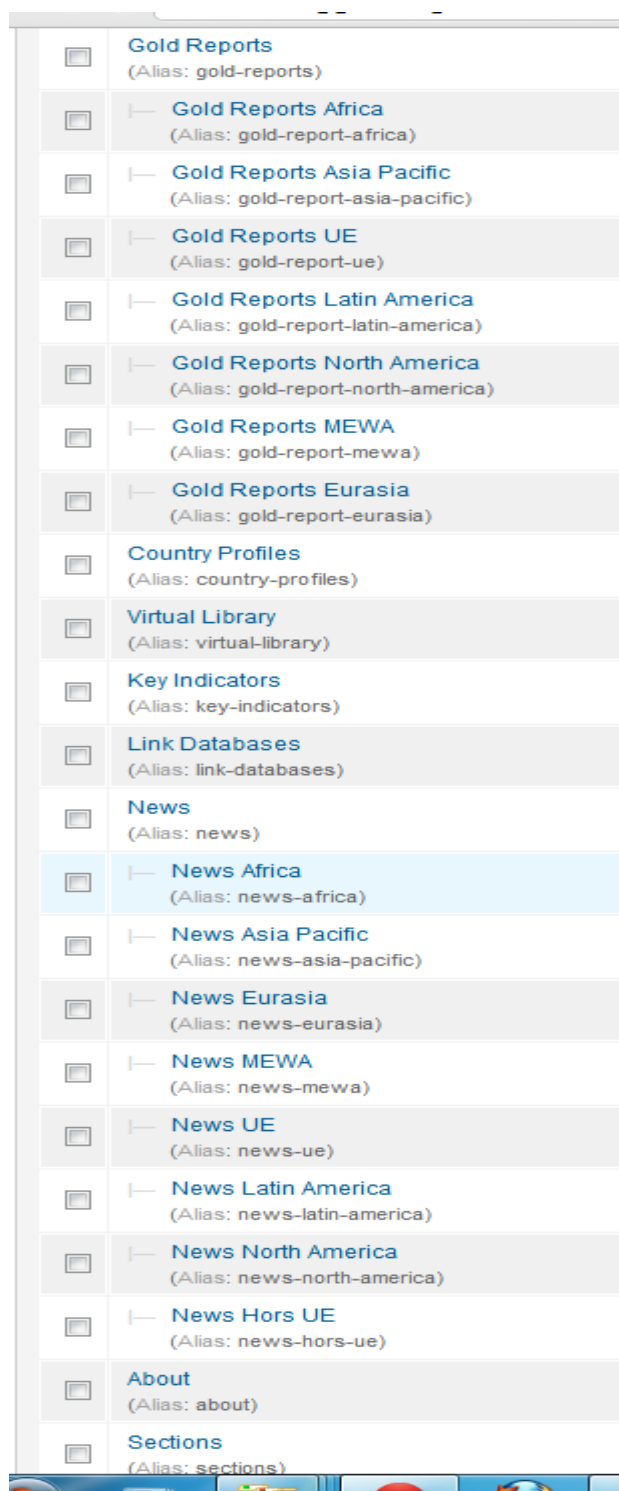 Gold Reports
(Alias: gold-reports)
Gold Reports Africa
(Alias: gold-report-africa)
Gold Reports Asia Pacific
(Alias: gold-report-asia-pacific)
Gold Reports UE
(Alias: gold-report-ue)
Gold Reports Latin America
(Alias: gold-report-latin-america)
Gold Reports North America
(Alias: gold-report-north-america)
Gold Reports MEWA
(Alias: gold-report-mewa)
Gold Reports Eurasia
(Alias: gold-report-eurasia)
Country Profiles
(Alias: country-profiles)
Virtual Library
(Alias: virtual-library)
Key Indicators
(Alias: key-indicators)
Link Databases
(Alias: link-databases)
News
(Alias: news)
News Africa
(Alias: news-africa)
News Asia Pacific
(Alias: news-asia-pacific)
News Eurasia
(Alias: news-eurasia)
News MEWA
(Alias: news-mewa)
News UE
(Alias: news-ue)
News Latin America
(Alias: news-latin-america)
News North America
(Alias: news-north-america)
News Hors UE
(Alias: news-hors-ue)
About
(Alias: about)
Sections
(Alias: sections)